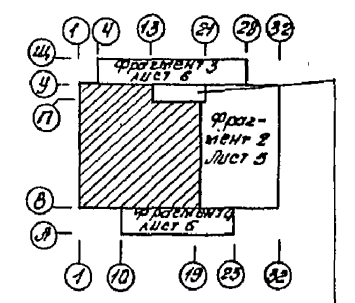 1 4 13 21 28 32
Щ
Фрагмент 3
лист 6
У
П
Фраг-
мент 2
Лист 5
В
Фрагмент 4
лист 6
А
1 10 19 25 32